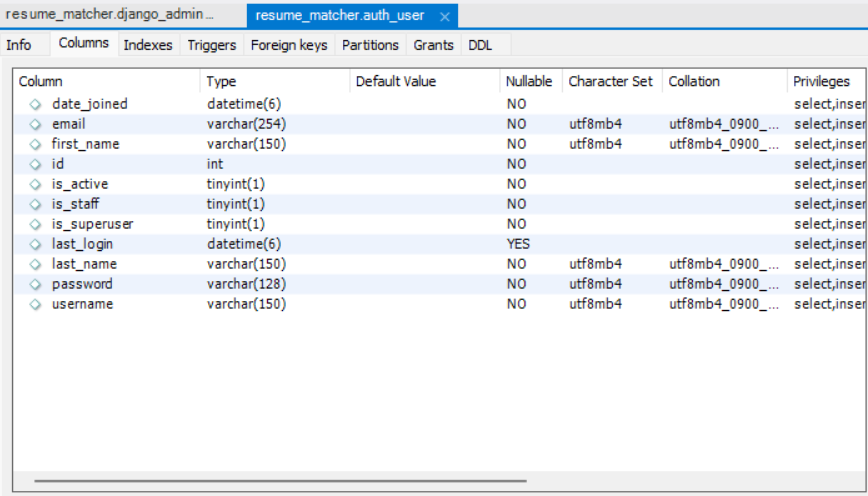 resume_matcher.django_admin... resume_matcher.auth_user ×
Info Columns Indexes Triggers Foreign keys Partitions Grants DDL
Column Type Default Value Nullable Character Set Collation Privileges
date_joined datetime(6) NO select,inser
email varchar(254) NO utf8mb4 utf8mb4_0900_... select,inser
first_name varchar(150) NO utf8mb4 utf8mb4_0900_... select,inser
id int NO select,inser
is_active tinyint(1) NO select,inser
is_staff tinyint(1) NO select,inser
is_superuser tinyint(1) NO select,inser
last_login datetime(6) YES select,inser
last_name varchar(150) NO utf8mb4 utf8mb4_0900_... select,inser
password varchar(128) NO utf8mb4 utf8mb4_0900_... select,inser
username varchar(150) NO utf8mb4 utf8mb4_0900_... select,inser